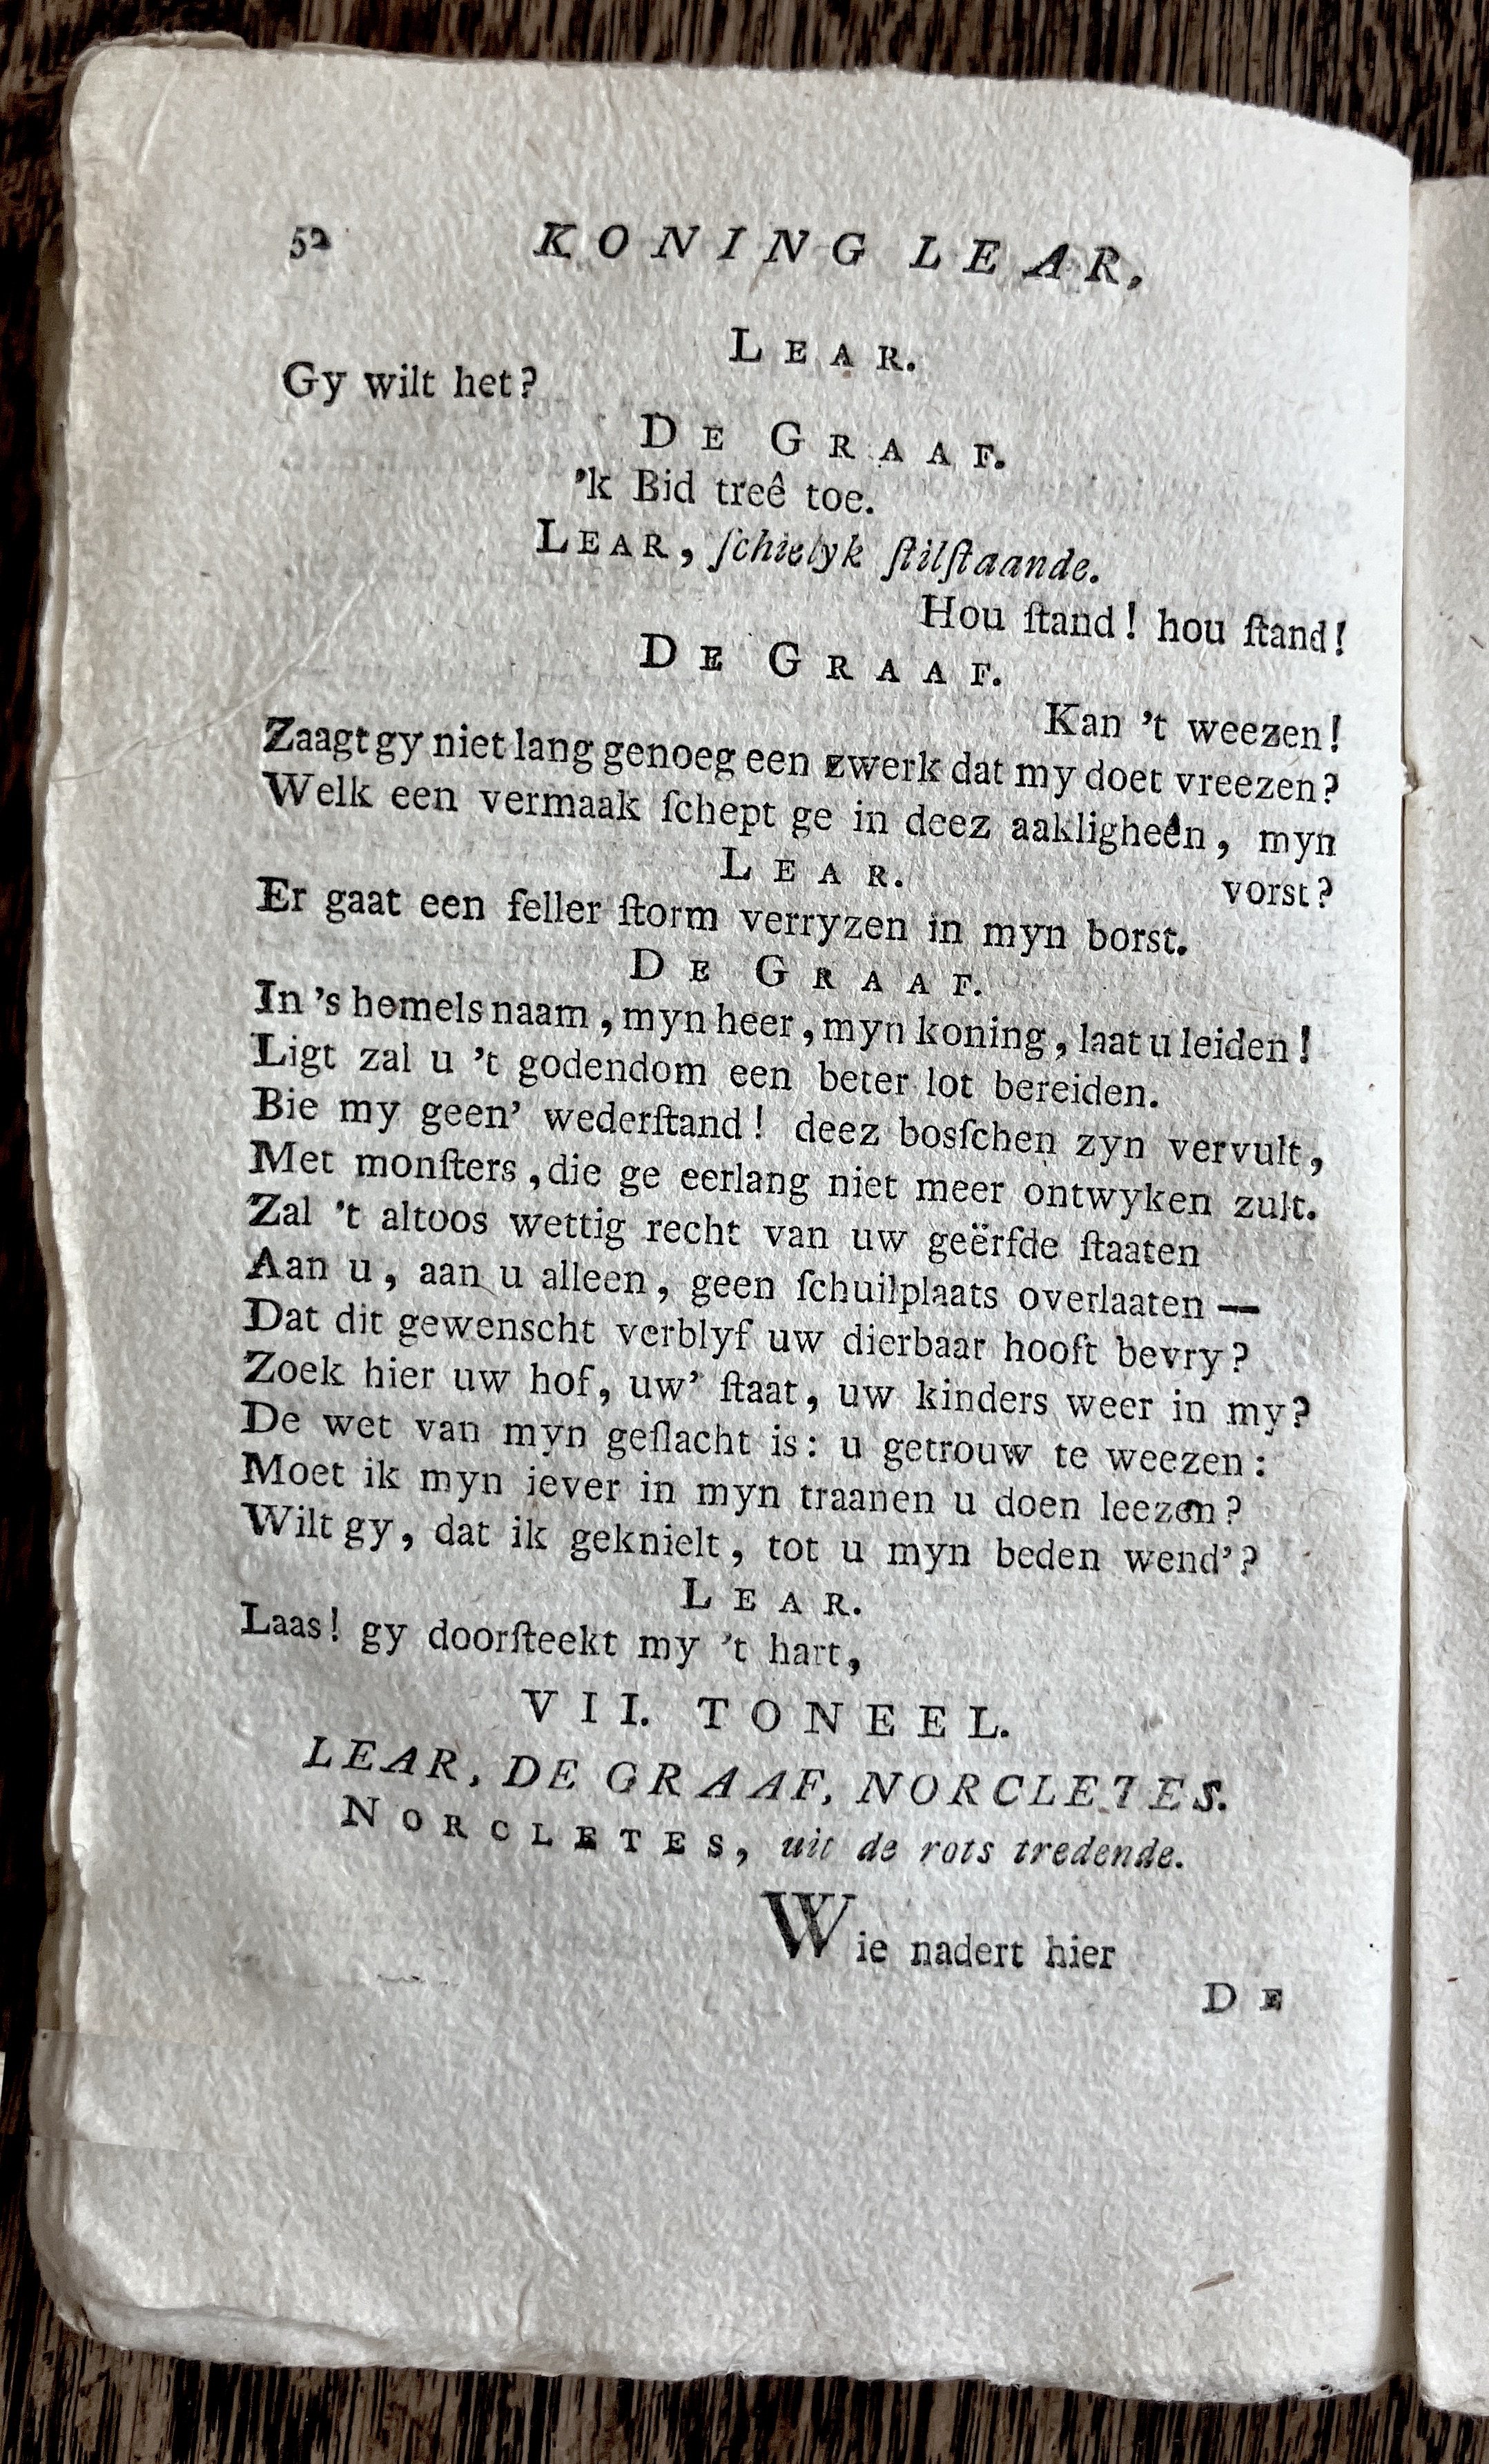 52 KONING LEAR,
LEAR.
Gy wilt het?
DE GRAAF.
'k Bid treê toe.
LEAR, ſchielyk ſtilſtaande.
Hou ſtand! hou ſtand!
DE GRAAF.
Kan 't weezen!
Zaagt gy niet lang genoeg een zwerk dat my doet vreezen?
Welk een vermaak ſchept ge in deez aakligheên, myn
vorst?
LEAR.
Er gaat een feller ſtorm verryzen in myn borst.
DE GRAAF.
In 's hemels naam, myn heer, myn koning, laat u leiden!
Ligt zal u 't godendom een beter lot bereiden.
Bie my geen' wederſtand! deez bosſchen zyn vervult,
Met monſters, die ge eerlang niet meer ontwyken zult.
Zal 't altoos wettig recht van uw geërfde ſtaaten
Aan u, aan u alleen, geen ſchuilplaats overlaaten —
Dat dit gewenscht verblyf uw dierbaar hooft bevry?
Zoek hier uw hof, uw' ſtaat, uw kinders weer in my?
De wet van myn geſlacht is: u getrouw te weezen:
Moet ik myn iever in myn traanen u doen leezen?
Wilt gy, dat ik geknielt, tot u myn beden wend'?
LEAR.
Laas! gy doorſteekt my 't hart,
VII. TONEEL.
LEAR, DE GRAAF, NORCLETES.
NORCLETES, uit de rots tredende.
Wie nadert hier
DE